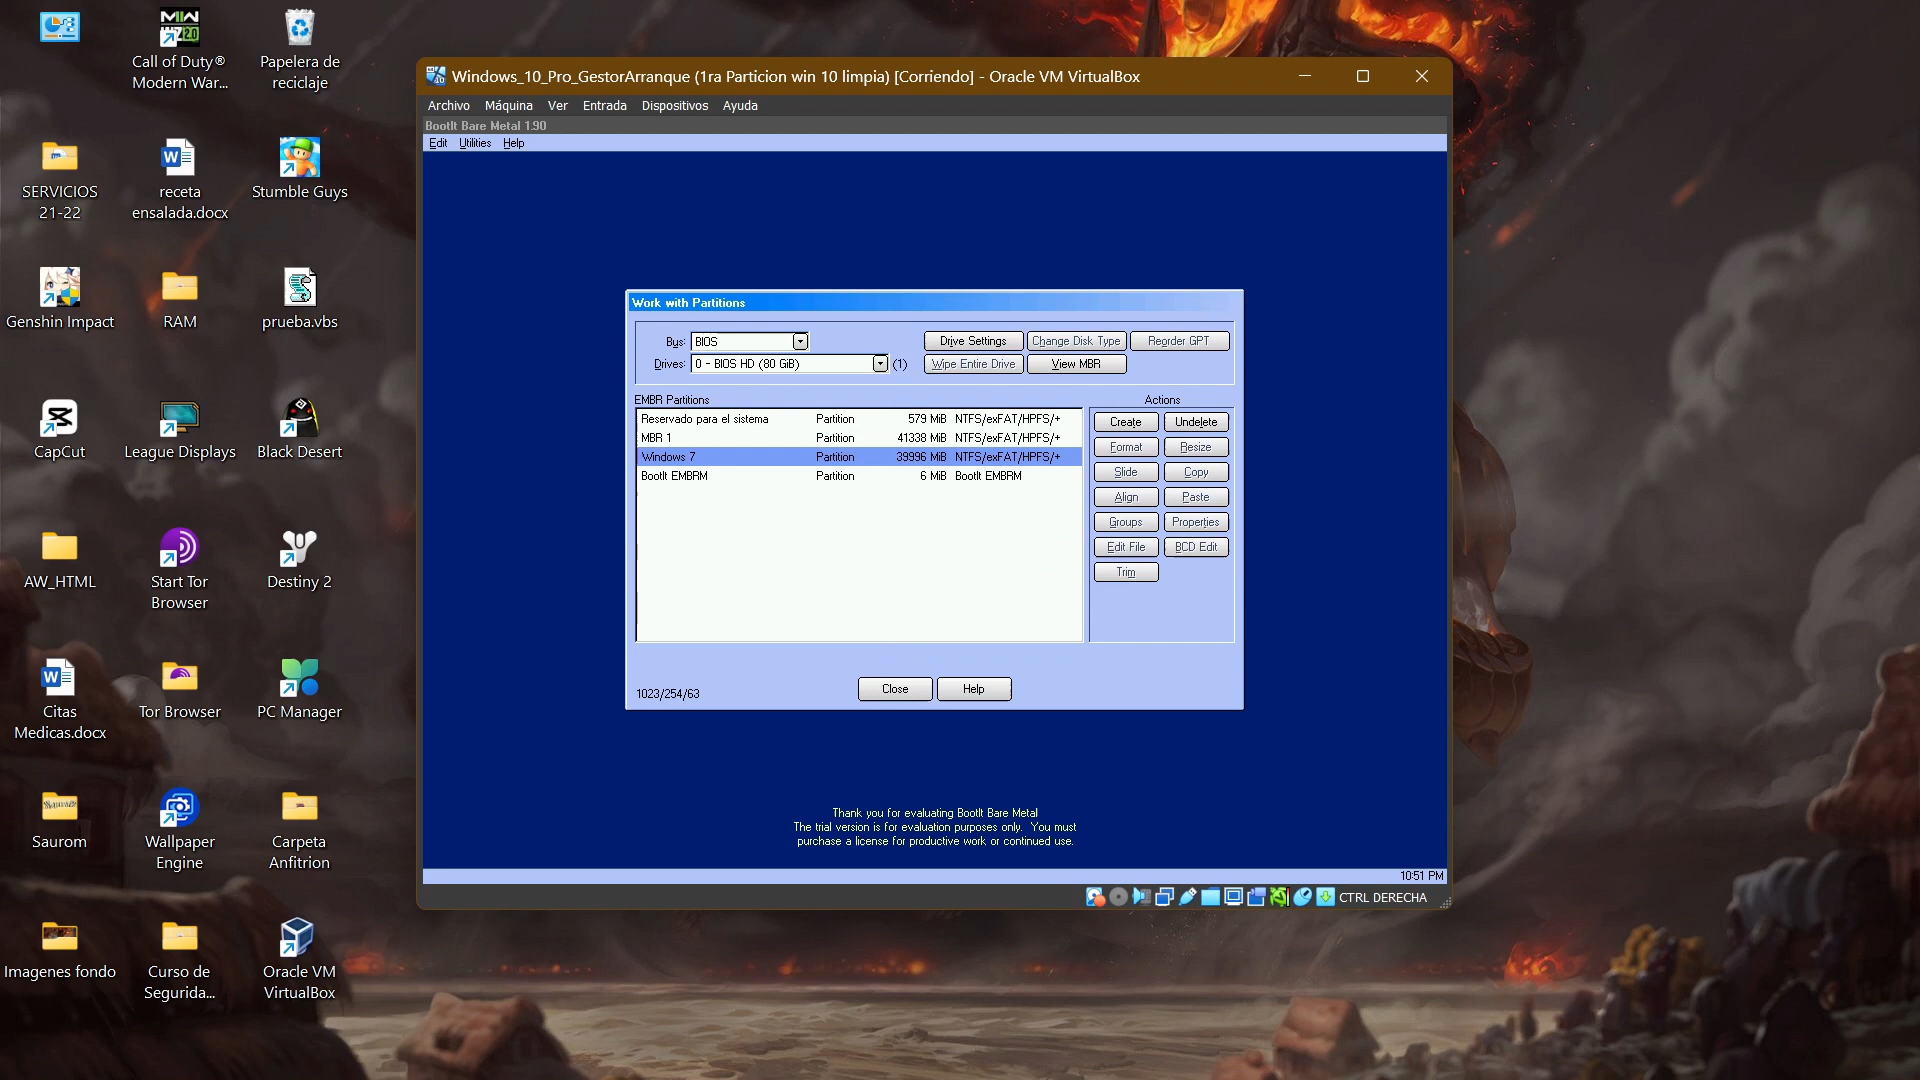 Call of Duty®
Modern War...
Papelera de
reciclaje
SERVICIOS
21-22
receta
ensalada.docx
Stumble Guys
Genshin Impact
RAM
prueba.vbs
CapCut
League Displays
Black Desert
AW_HTML
Start Tor
Browser
Destiny 2
Citas
Medicas.docx
Tor Browser
PC Manager
Saurom
Wallpaper
Engine
Carpeta
Anfitrion
Imagenes fondo
Curso de
Segurida...
Oracle VM
VirtualBox
Windows_10_Pro_GestorArranque (1ra Particion win 10 limpia) [Corriendo] - Oracle VM VirtualBox
Archivo Máquina Ver Entrada Dispositivos Ayuda
BootIt Bare Metal 1.90
Edit Utilities Help
Work with Partitions
Bus: BIOS
Drive Settings Change Disk Type Reorder GPT
Drives: 0 - BIOS HD (80 GiB) (1)
Wipe Entire Drive View MBR
EMBR Partitions
Actions
Reservado para el sistema Partition 579 MiB NTFS/exFAT/HPFS/+
MBR 1 Partition 41338 MiB NTFS/exFAT/HPFS/+
Windows 7 Partition 39996 MiB NTFS/exFAT/HPFS/+
BootIt EMBRM Partition 6 MiB BootIt EMBRM
Create Undelete
Format Resize
Slide Copy
Align Paste
Groups Properties
Edit File BCD Edit
Trim
1023/254/63
Close Help
Thank you for evaluating BootIt Bare Metal
The trial version is for evaluation purposes only. You must
purchase a license for productive work or continued use.
10:51 PM
CTRL DERECHA